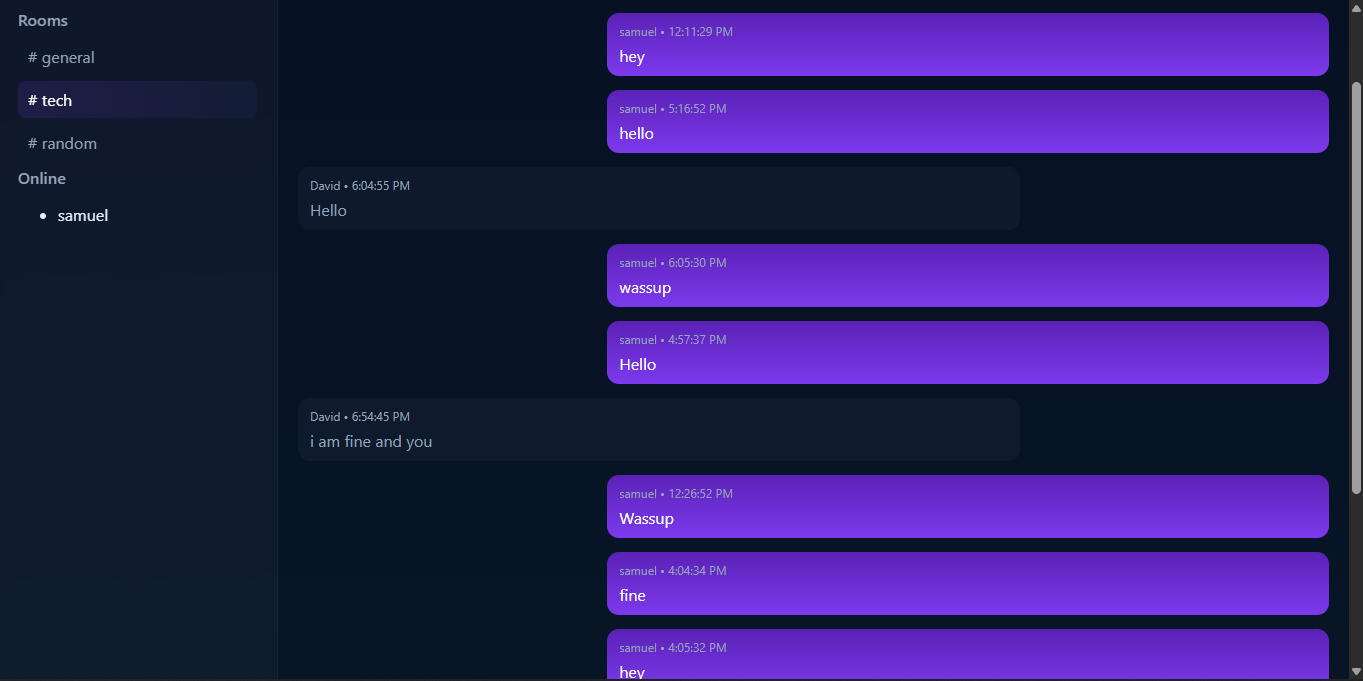 Rooms
# general
# tech
# random
Online
• samuel
samuel • 12:11:29 PM
hey
samuel • 5:16:52 PM
hello
David • 6:04:55 PM
Hello
samuel • 6:05:30 PM
wassup
samuel • 4:57:37 PM
Hello
David • 6:54:45 PM
i am fine and you
samuel • 12:26:52 PM
Wassup
samuel • 4:04:34 PM
fine
samuel • 4:05:32 PM
hey